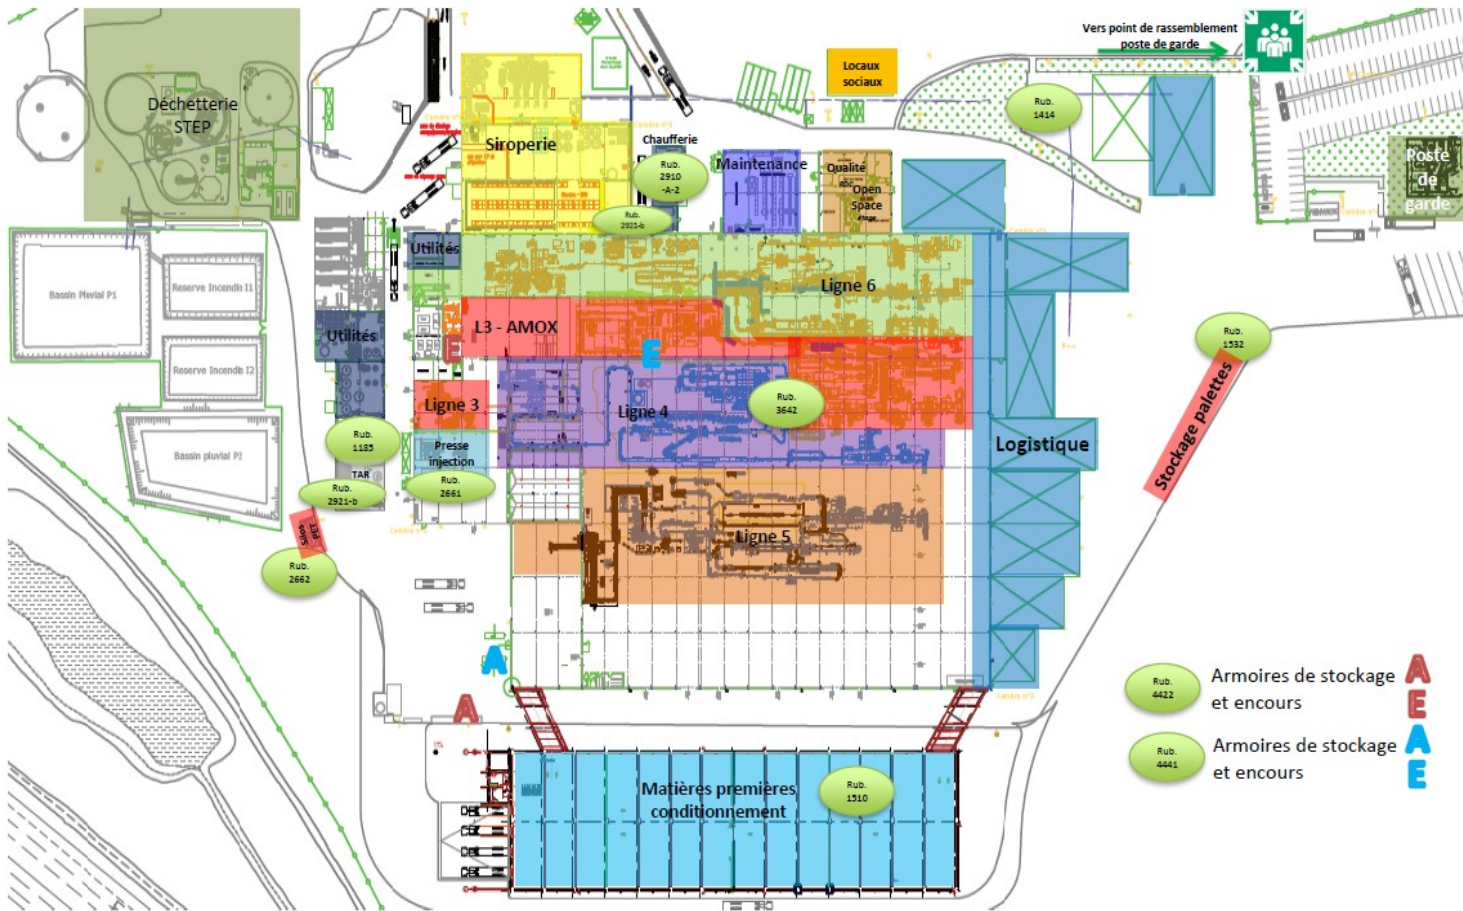 Vers point de rassemblement
poste de garde
Locaux
sociaux
Déchetterie
STEP
Rub.
1414
Siroperie
Chaufferie
Rub.
2910
-A-2
Maintenance
Qualité
Open
Space
Poste
de
garde
Rub.
2921-b
Utilités
Ligne 6
Bassin Pluvial P1
Reserve Incendie I1
L3 - AMOX
Utilités
Rub.
1532
Reserve Incendie I2
E
E
Stockage palettes
Ligne 3
Ligne 4
Rub.
3642
Rub.
1185
Presse
injection
Logistique
Bassin pluvial P2
TAR
Rub.
2921-b
Rub.
2661
Silos
PET
Ligne 5
Rub.
2662
A
A
Rub.
4422
Armoires de stockage
et encours
A
E
Rub.
4441
Armoires de stockage
et encours
A
E
Matières premières
conditionnement
Rub.
1510